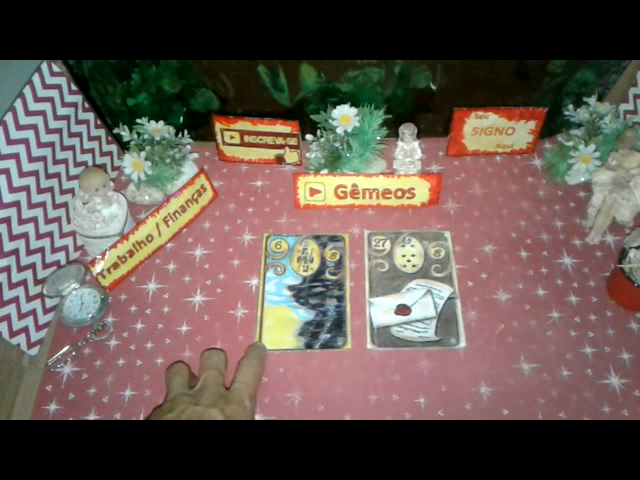 INSCREVA-SE
Seu
SIGNO
Aqui
Gêmeos
Trabalho / Finanças
6
27